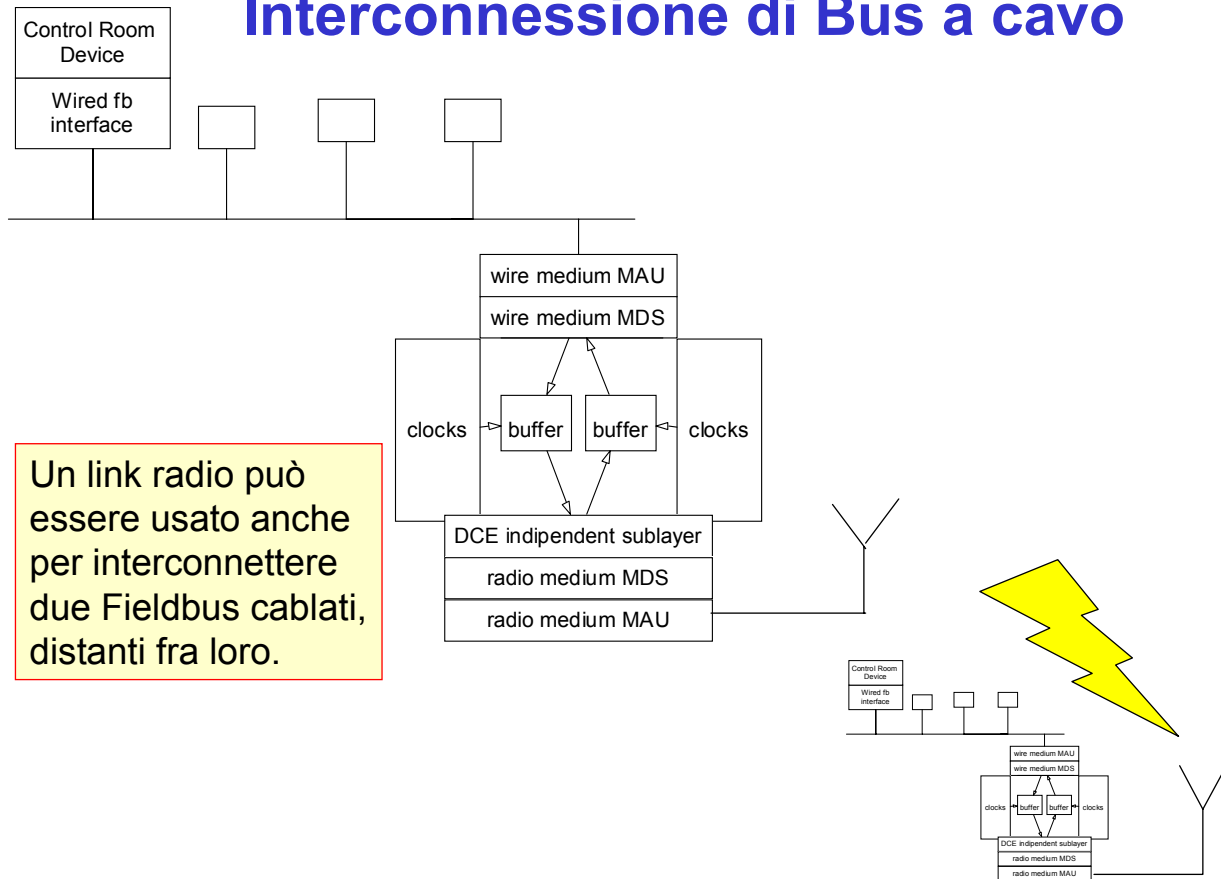 Interconnessione di Bus a cavo
Control Room
Device
Wired fb
interface
wire medium MAU
wire medium MDS
clocks
buffer
buffer
clocks
DCE indipendent sublayer
radio medium MDS
radio medium MAU
Un link radio può
essere usato anche
per interconnettere
due Fieldbus cablati,
distanti fra loro.
Control Room
Device
Wired fb
interface
wire medium MAU
wire medium MDS
clocks
buffer
buffer
clocks
DCE indipendent sublayer
radio medium MDS
radio medium MAU